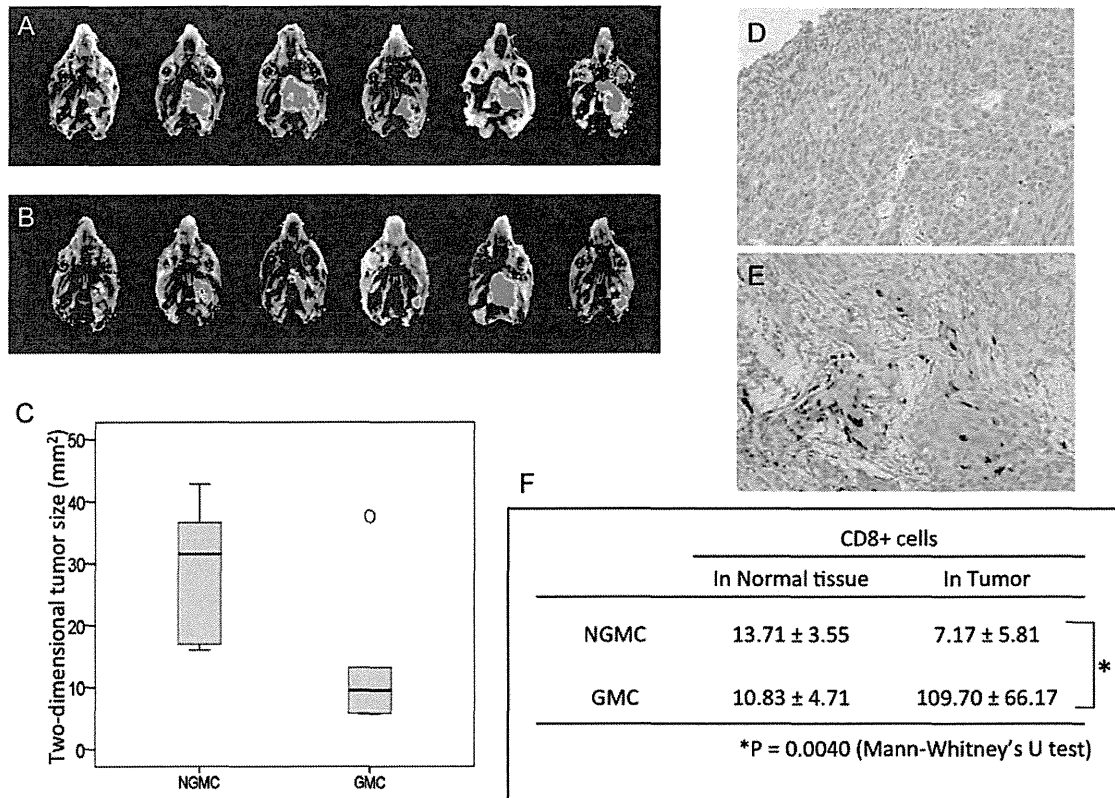 A
B
C
Two-dimensional tumor size (mm²)
50
40
30
20
10
0
NGMC
GMC
D
E
F
CD8+ cells
In Normal tissue In Tumor
NGMC 13.71 ± 3.55 7.17 ± 5.81
GMC 10.83 ± 4.71 109.70 ± 66.17
*
*P = 0.0040 (Mann-Whitney's U test)